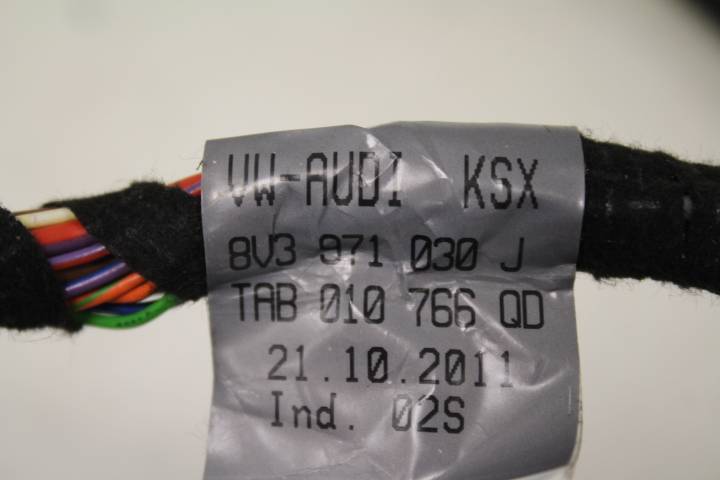 VW-AUDI KSX
8V3 971 030 J
TAB 010 766 QD
21.10.2011
Ind. 02S